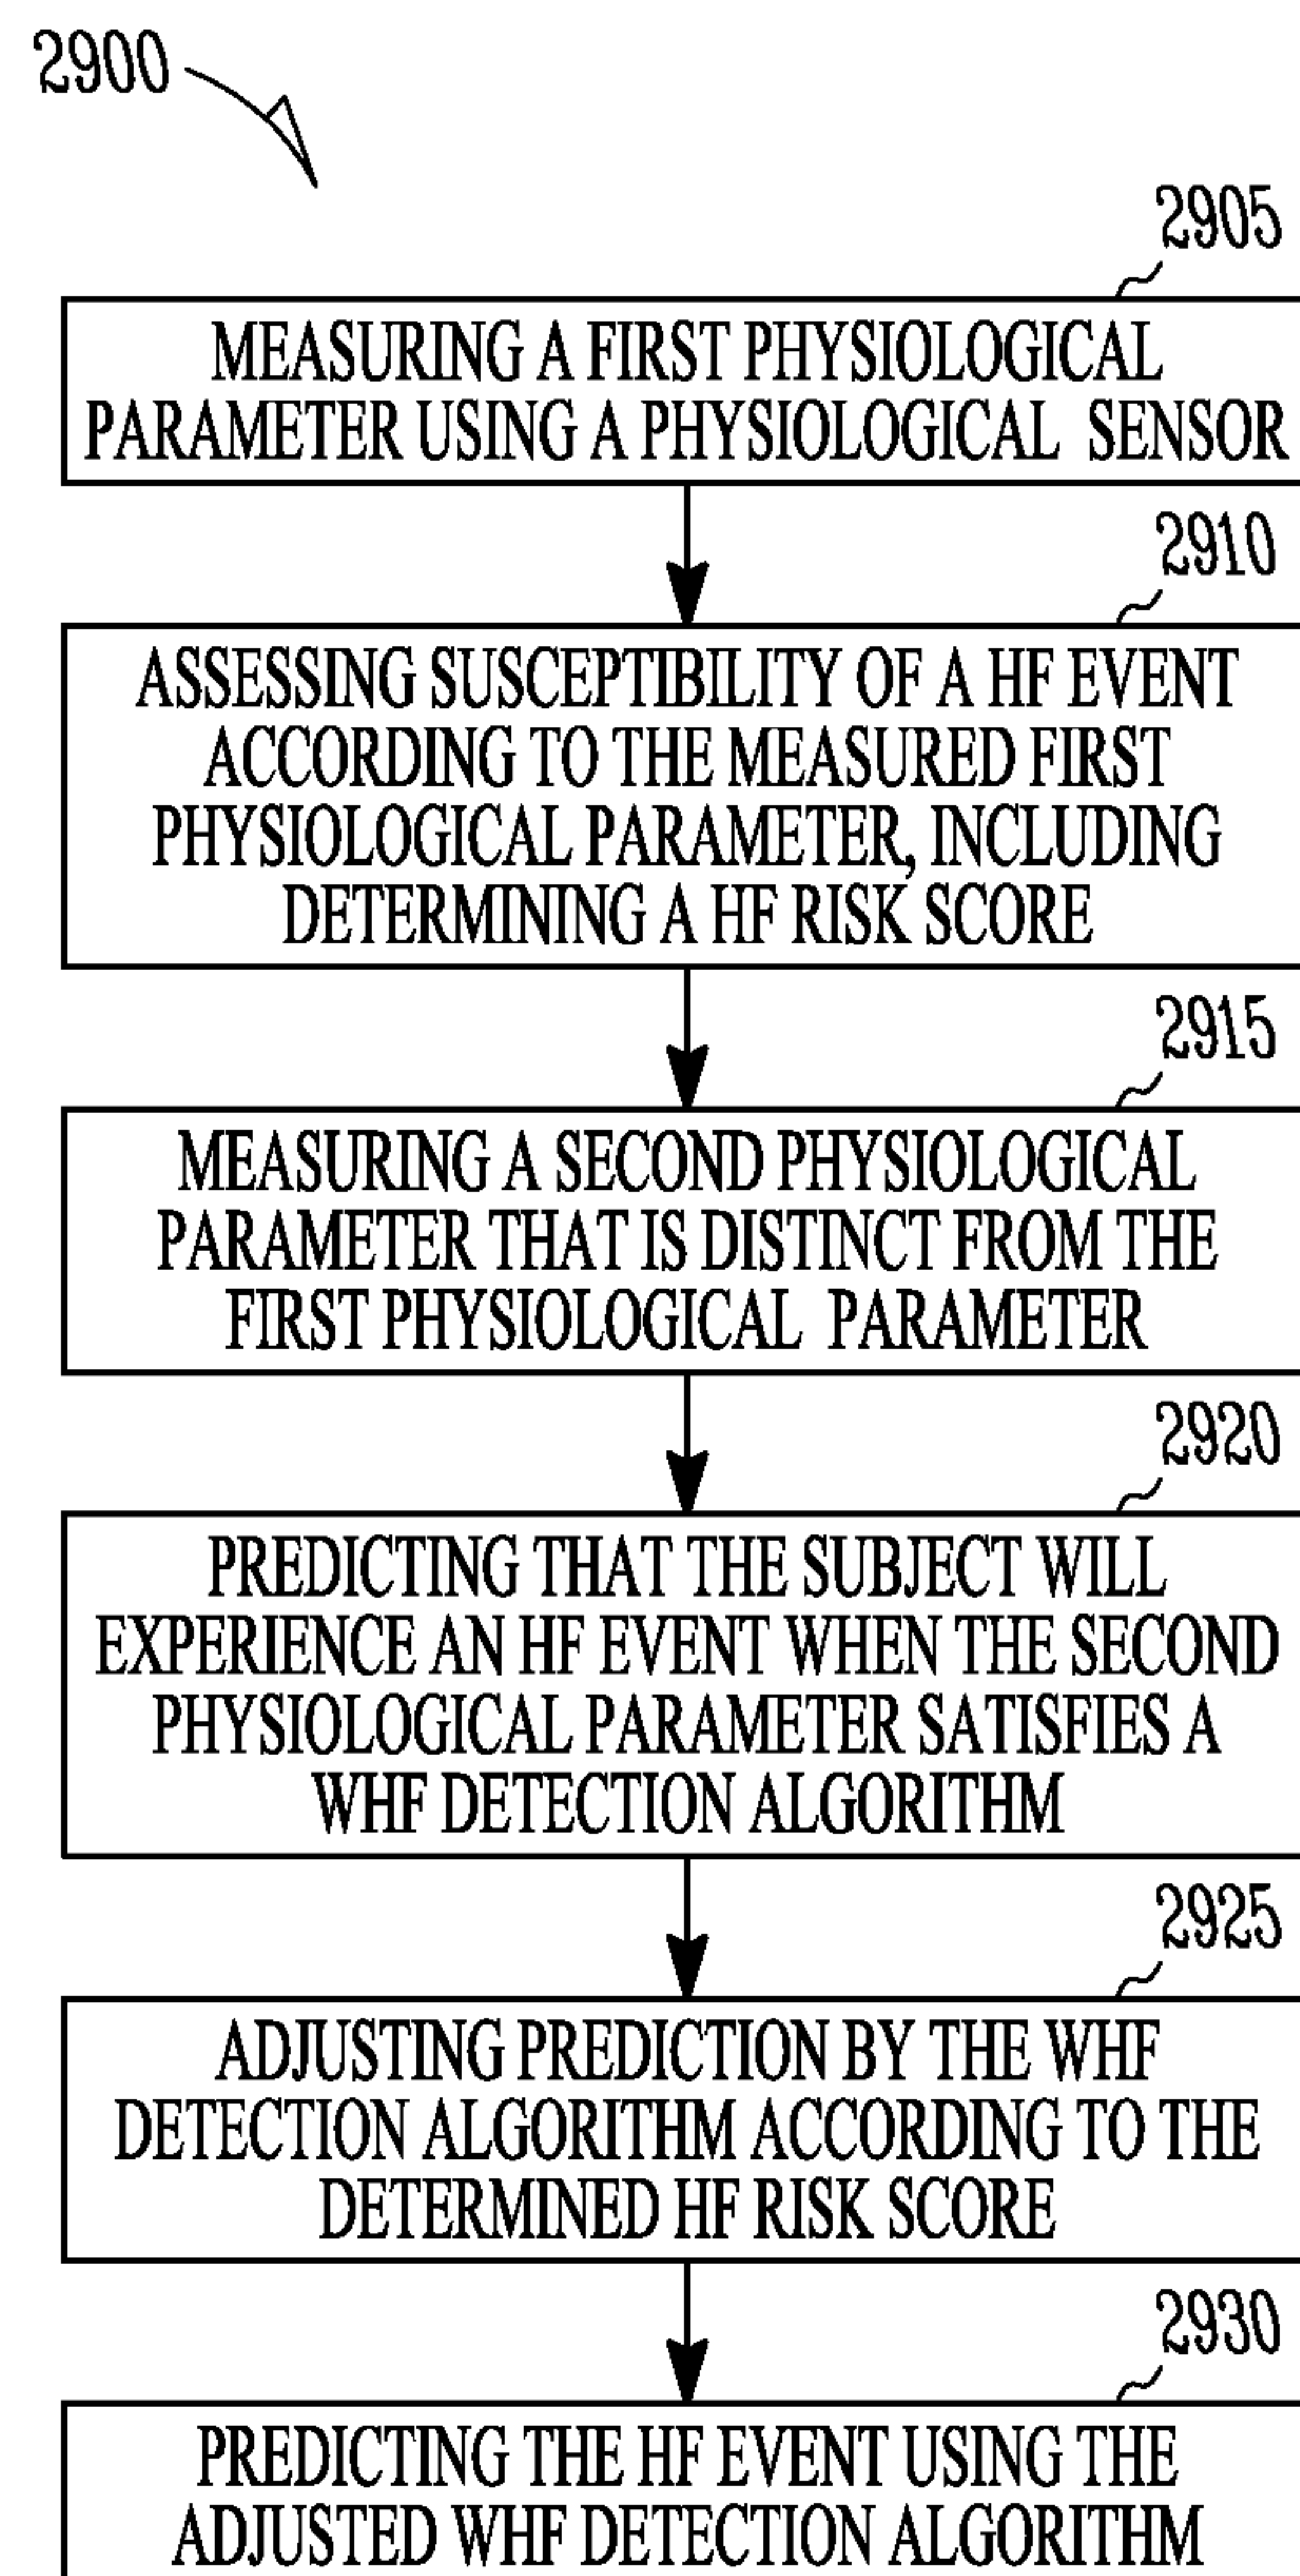 2900
2905
MEASURING A FIRST PHYSIOLOGICAL
PARAMETER USING A PHYSIOLOGICAL SENSOR
2910
ASSESSING SUSCEPTIBILITY OF A HF EVENT
ACCORDING TO THE MEASURED FIRST
PHYSIOLOGICAL PARAMETER, INCLUDING
DETERMINING A HF RISK SCORE
2915
MEASURING A SECOND PHYSIOLOGICAL
PARAMETER THAT IS DISTINCT FROM THE
FIRST PHYSIOLOGICAL PARAMETER
2920
PREDICTING THAT THE SUBJECT WILL
EXPERIENCE AN HF EVENT WHEN THE SECOND
PHYSIOLOGICAL PARAMETER SATISFIES A
WHF DETECTION ALGORITHM
2925
ADJUSTING PREDICTION BY THE WHF
DETECTION ALGORITHM ACCORDING TO THE
DETERMINED HF RISK SCORE
2930
PREDICTING THE HF EVENT USING THE
ADJUSTED WHF DETECTION ALGORITHM